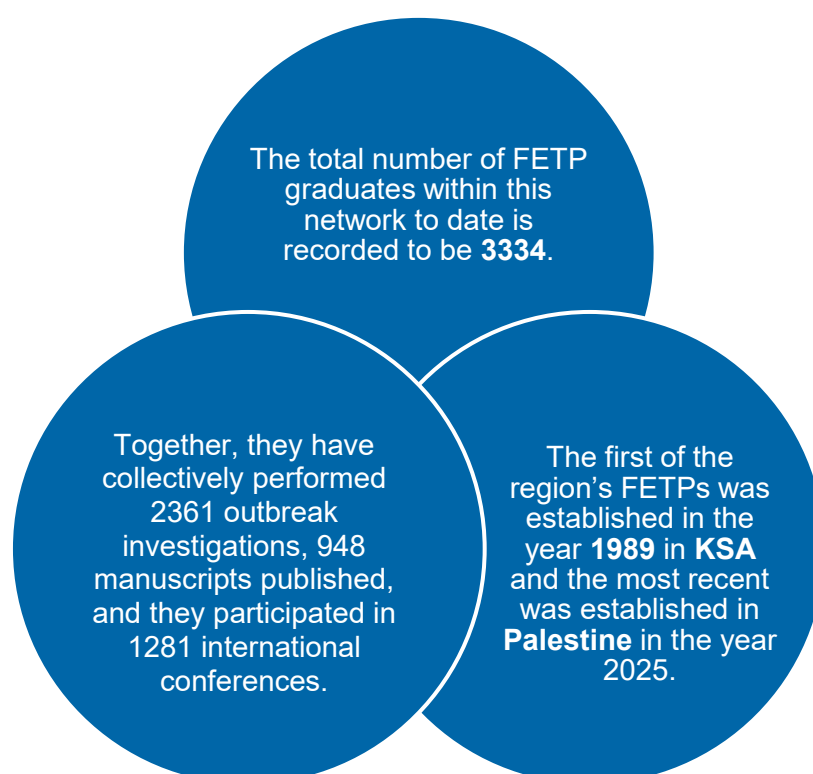 The total number of FETP
graduates within this
network to date is
recorded to be 3334.
Together, they have
collectively performed
2361 outbreak
investigations, 948
manuscripts published,
and they participated in
1281 international
conferences.
The first of the
region’s FETPs was
established in the
year 1989 in KSA
and the most recent
was established in
Palestine in the year
2025.